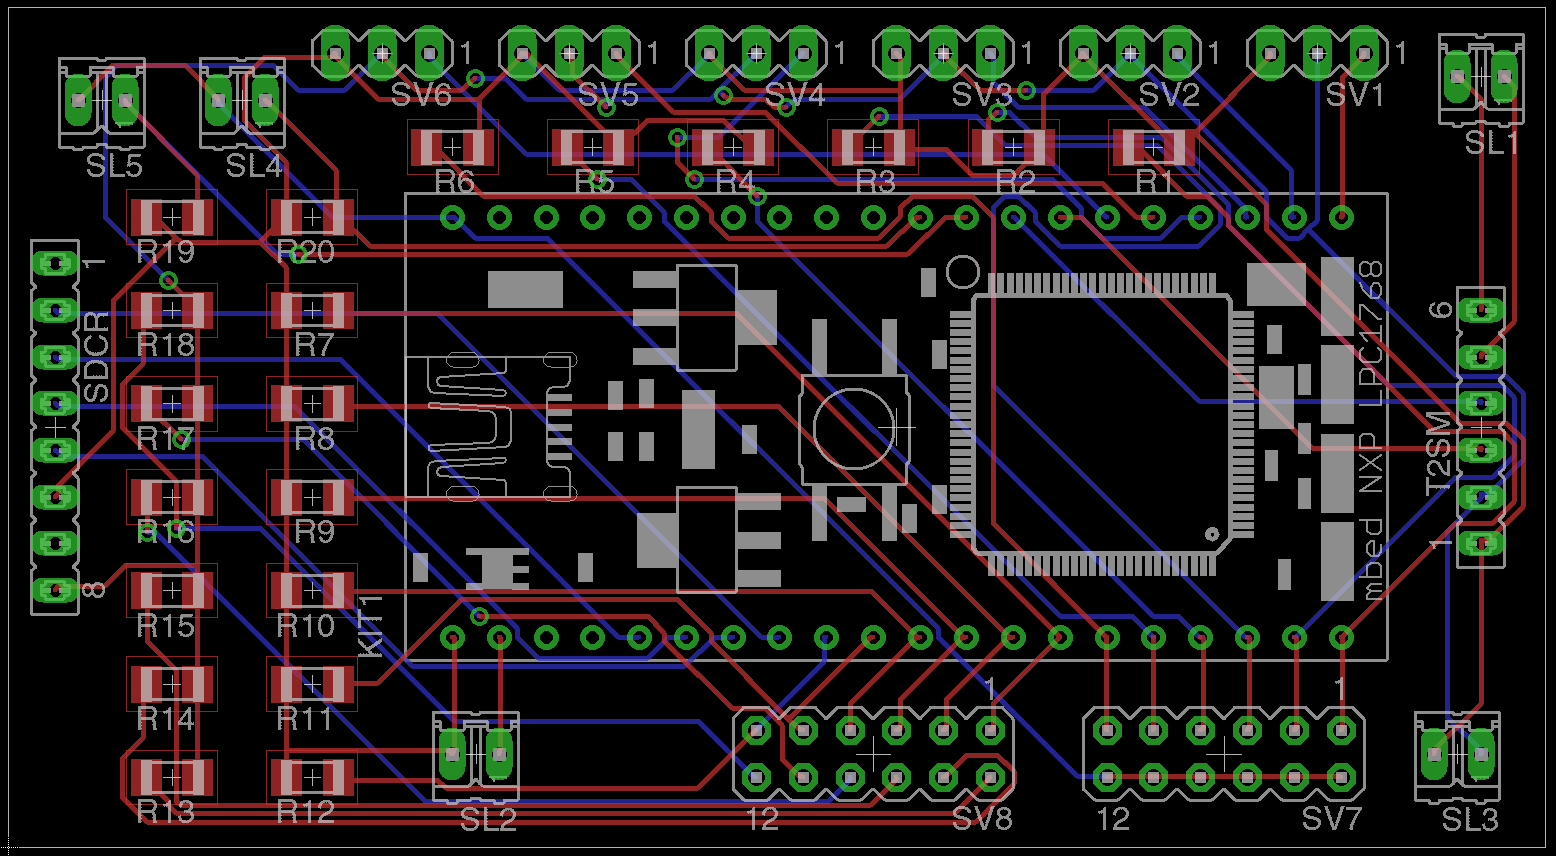 1 1 1 1 1 1
SV6 SV5 SV4 SV3 SV2 SV1
SL5 SL4 SL1
R6 R5 R4 R3 R2 R1
R19 R20
1
6
R18 R7
SDCR
mbed NXP LPC1768
R17 R8
T2SM
R16 R9
1
8
R15 R10
KIT1
R14 R11
1 1
R13 R12
SL2
12 SV8
12 SV7
SL3